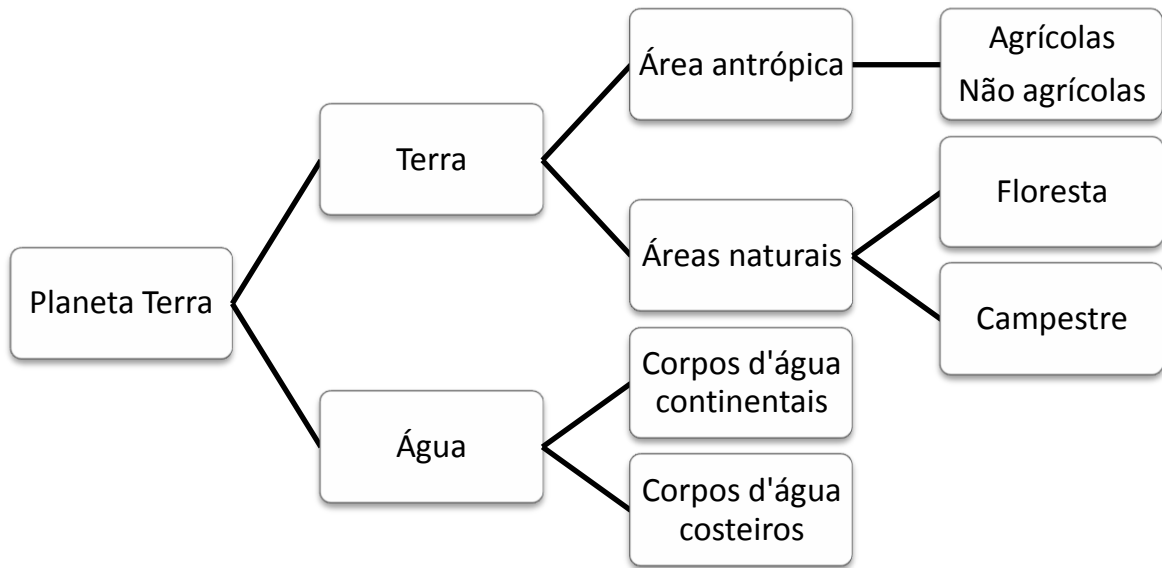 Planeta Terra
Terra
Área antrópica
Agrícolas
Não agrícolas
Áreas naturais
Floresta
Campestre
Água
Corpos d'água
continentais
Corpos d'água
costeiros